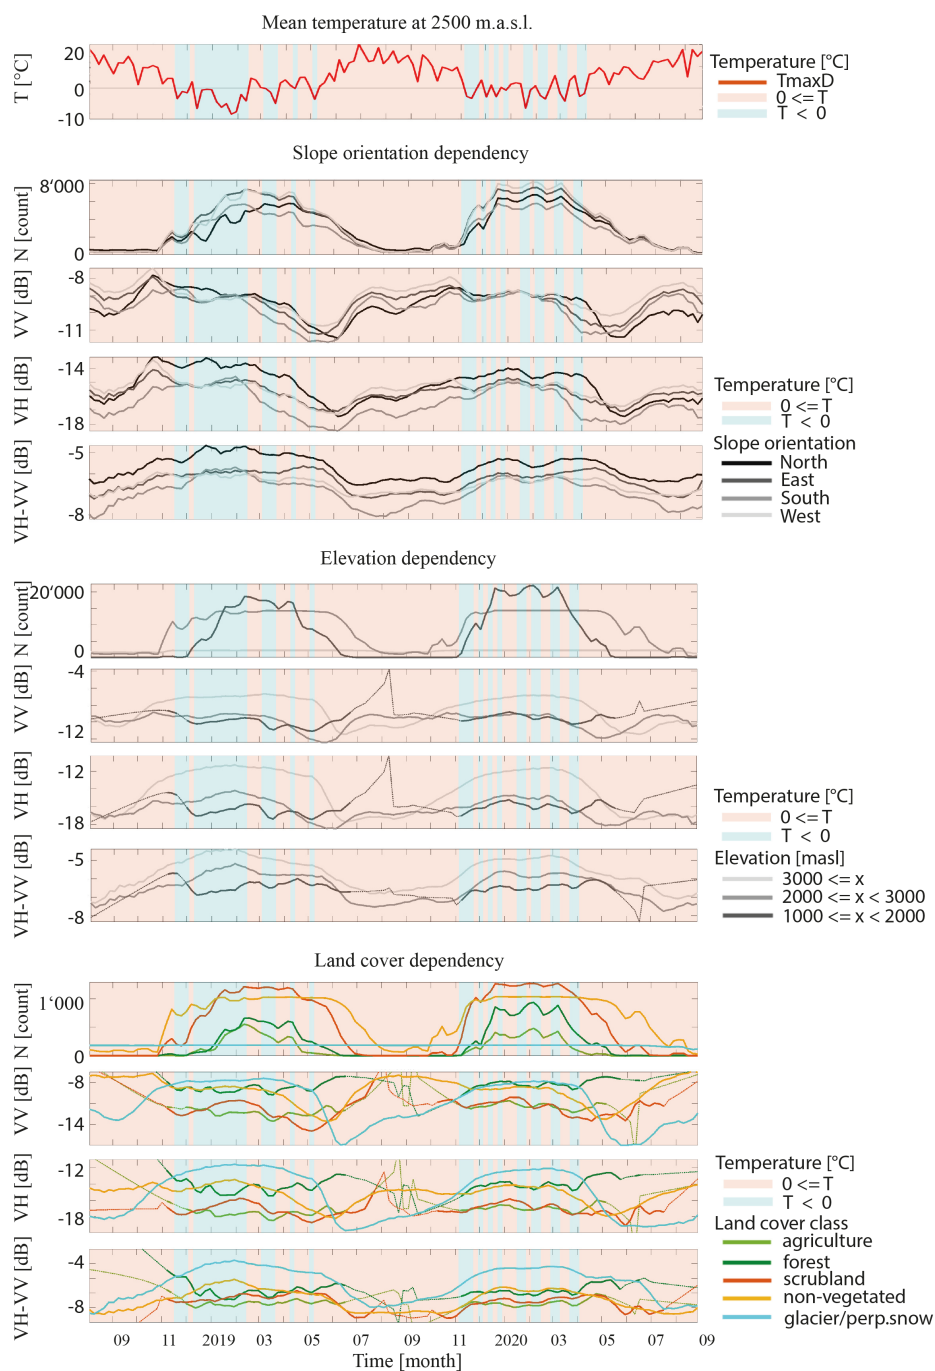 Mean temperature at 2500 m.a.s.l.
T [°C]
20
0
-10
Temperature [°C]
TmaxD
0 <= T
T < 0
Slope orientation dependency
N [count]
8'000
0
VV [dB]
-8
-11
VH [dB]
-14
-18
VH-VV [dB]
-5
-8
Temperature [°C]
0 <= T
T < 0
Slope orientation
North
East
South
West
Elevation dependency
N [count]
20'000
0
VV [dB]
-4
-12
VH [dB]
-12
-18
VH-VV [dB]
-5
-8
Temperature [°C]
0 <= T
T < 0
Elevation [masl]
3000 <= x
2000 <= x < 3000
1000 <= x < 2000
Land cover dependency
N [count]
1'000
0
VV [dB]
-8
-14
VH [dB]
-12
-18
VH-VV [dB]
-4
-8
Temperature [°C]
0 <= T
T < 0
Land cover class
agriculture
forest
scrubland
non-vegetated
glacier/perp.snow
09 11 2019 03 05 07 09 11 2020 03 05 07 09
Time [month]